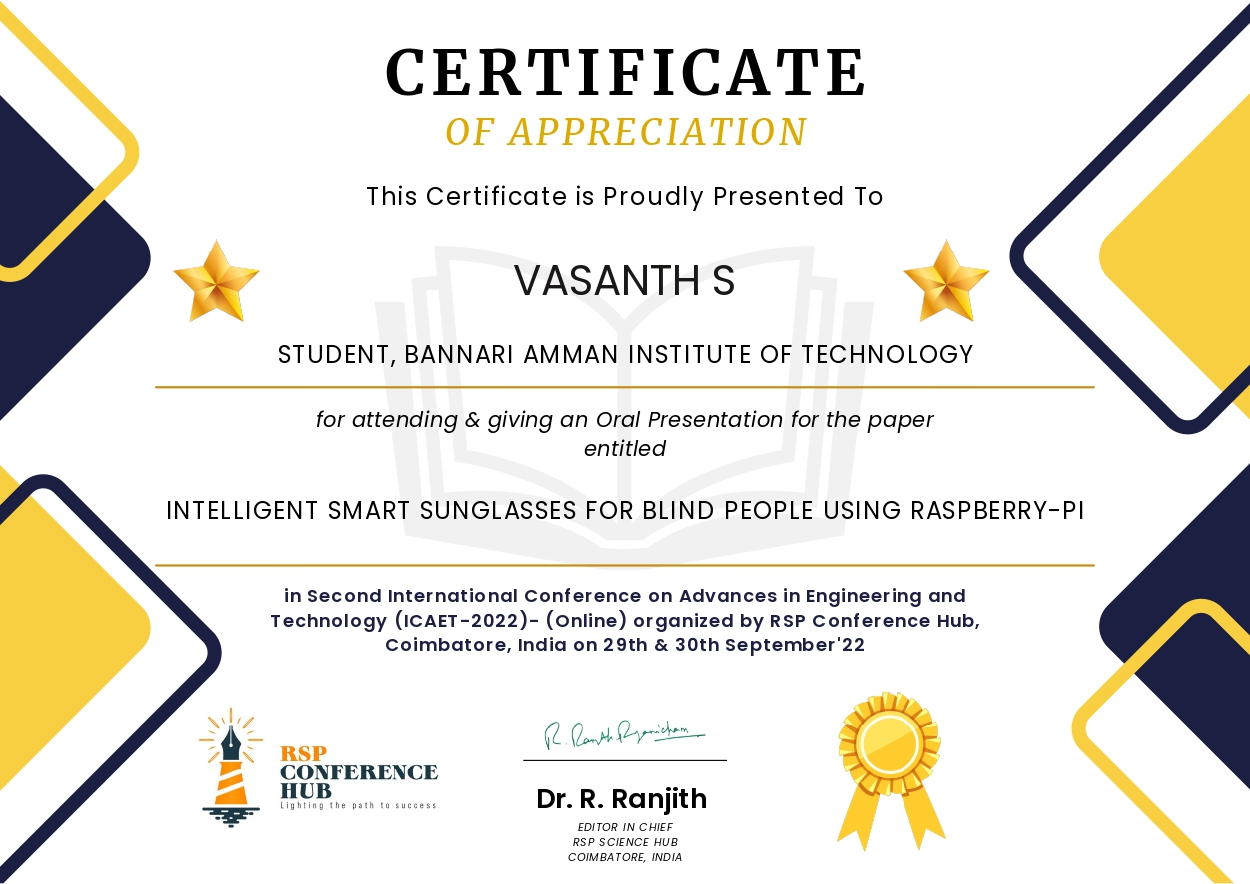 CERTIFICATE
OF APPRECIATION
This Certificate is Proudly Presented To
VASANTH S
STUDENT, BANNARI AMMAN INSTITUTE OF TECHNOLOGY
for attending & giving an Oral Presentation for the paper
entitled
INTELLIGENT SMART SUNGLASSES FOR BLIND PEOPLE USING RASPBERRY-PI
in Second International Conference on Advances in Engineering and
Technology (ICAET-2022)- (Online) organized by RSP Conference Hub,
Coimbatore, India on 29th & 30th September'22
RSP
CONFERENCE
HUB
Lighting the path to success
Dr. R. Ranjith
EDITOR IN CHIEF
RSP SCIENCE HUB
COIMBATORE, INDIA